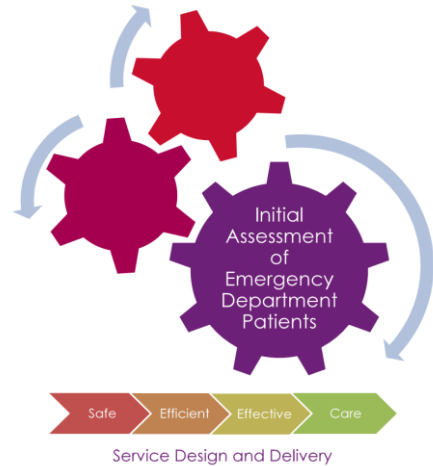 Initial
Assessment
of
Emergency
Department
Patients
Safe Efficient Effective Care
Service Design and Delivery